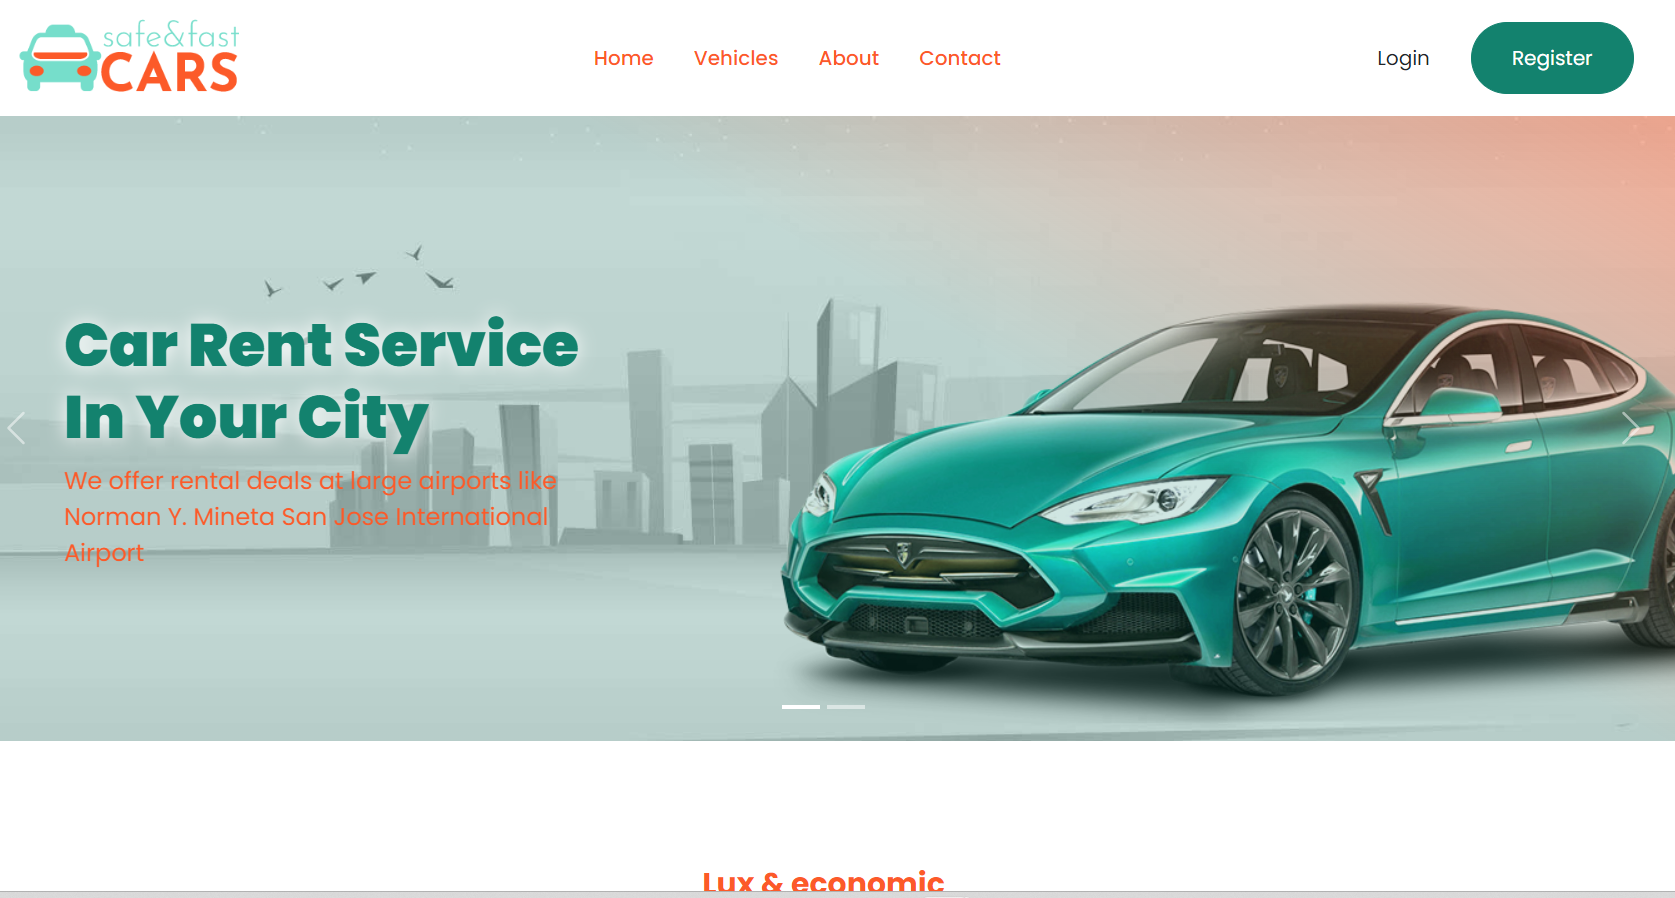 safe&fast
CARS
Home
Vehicles
About
Contact
Login
Register
Car Rent Service
In Your City
We offer rental deals at large airports like
Norman Y. Mineta San Jose International
Airport
Lux & economic